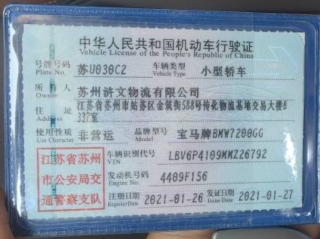 中华人民共和国机动车行驶证
Vehicle License of the People's Republic of China
号牌号码 苏U030C2 车辆类型 小型轿车
Plate No. Vehicle Type
所有人 苏州洪文物流有限公司
Owner
住址 江苏省苏州市姑苏区金筑街588号传化物流基地交易大楼B
337室
使用性质 非营运 品牌型号 宝马牌BMW7200GG
Use Character Model
江苏省苏州
市公安局交
通警察支队
车辆识别代号 LBV6P4109MMZ26792
VIN
发动机号码 4489F156
Engine No.
注册日期 2021-01-26 发证日期 2021-01-27
Register Date Issue Date